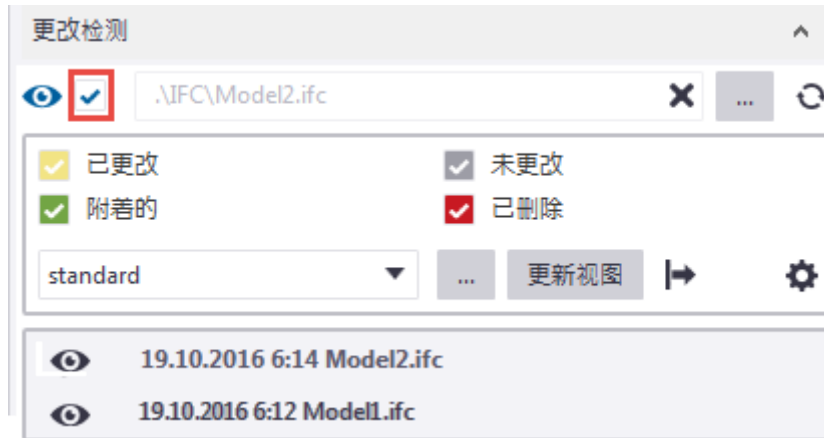 更改检测
.\IFC\Model2.ifc ...
已更改 未更改
附着的 已删除
standard ... 更新视图
19.10.2016 6:14 Model2.ifc
19.10.2016 6:12 Model1.ifc